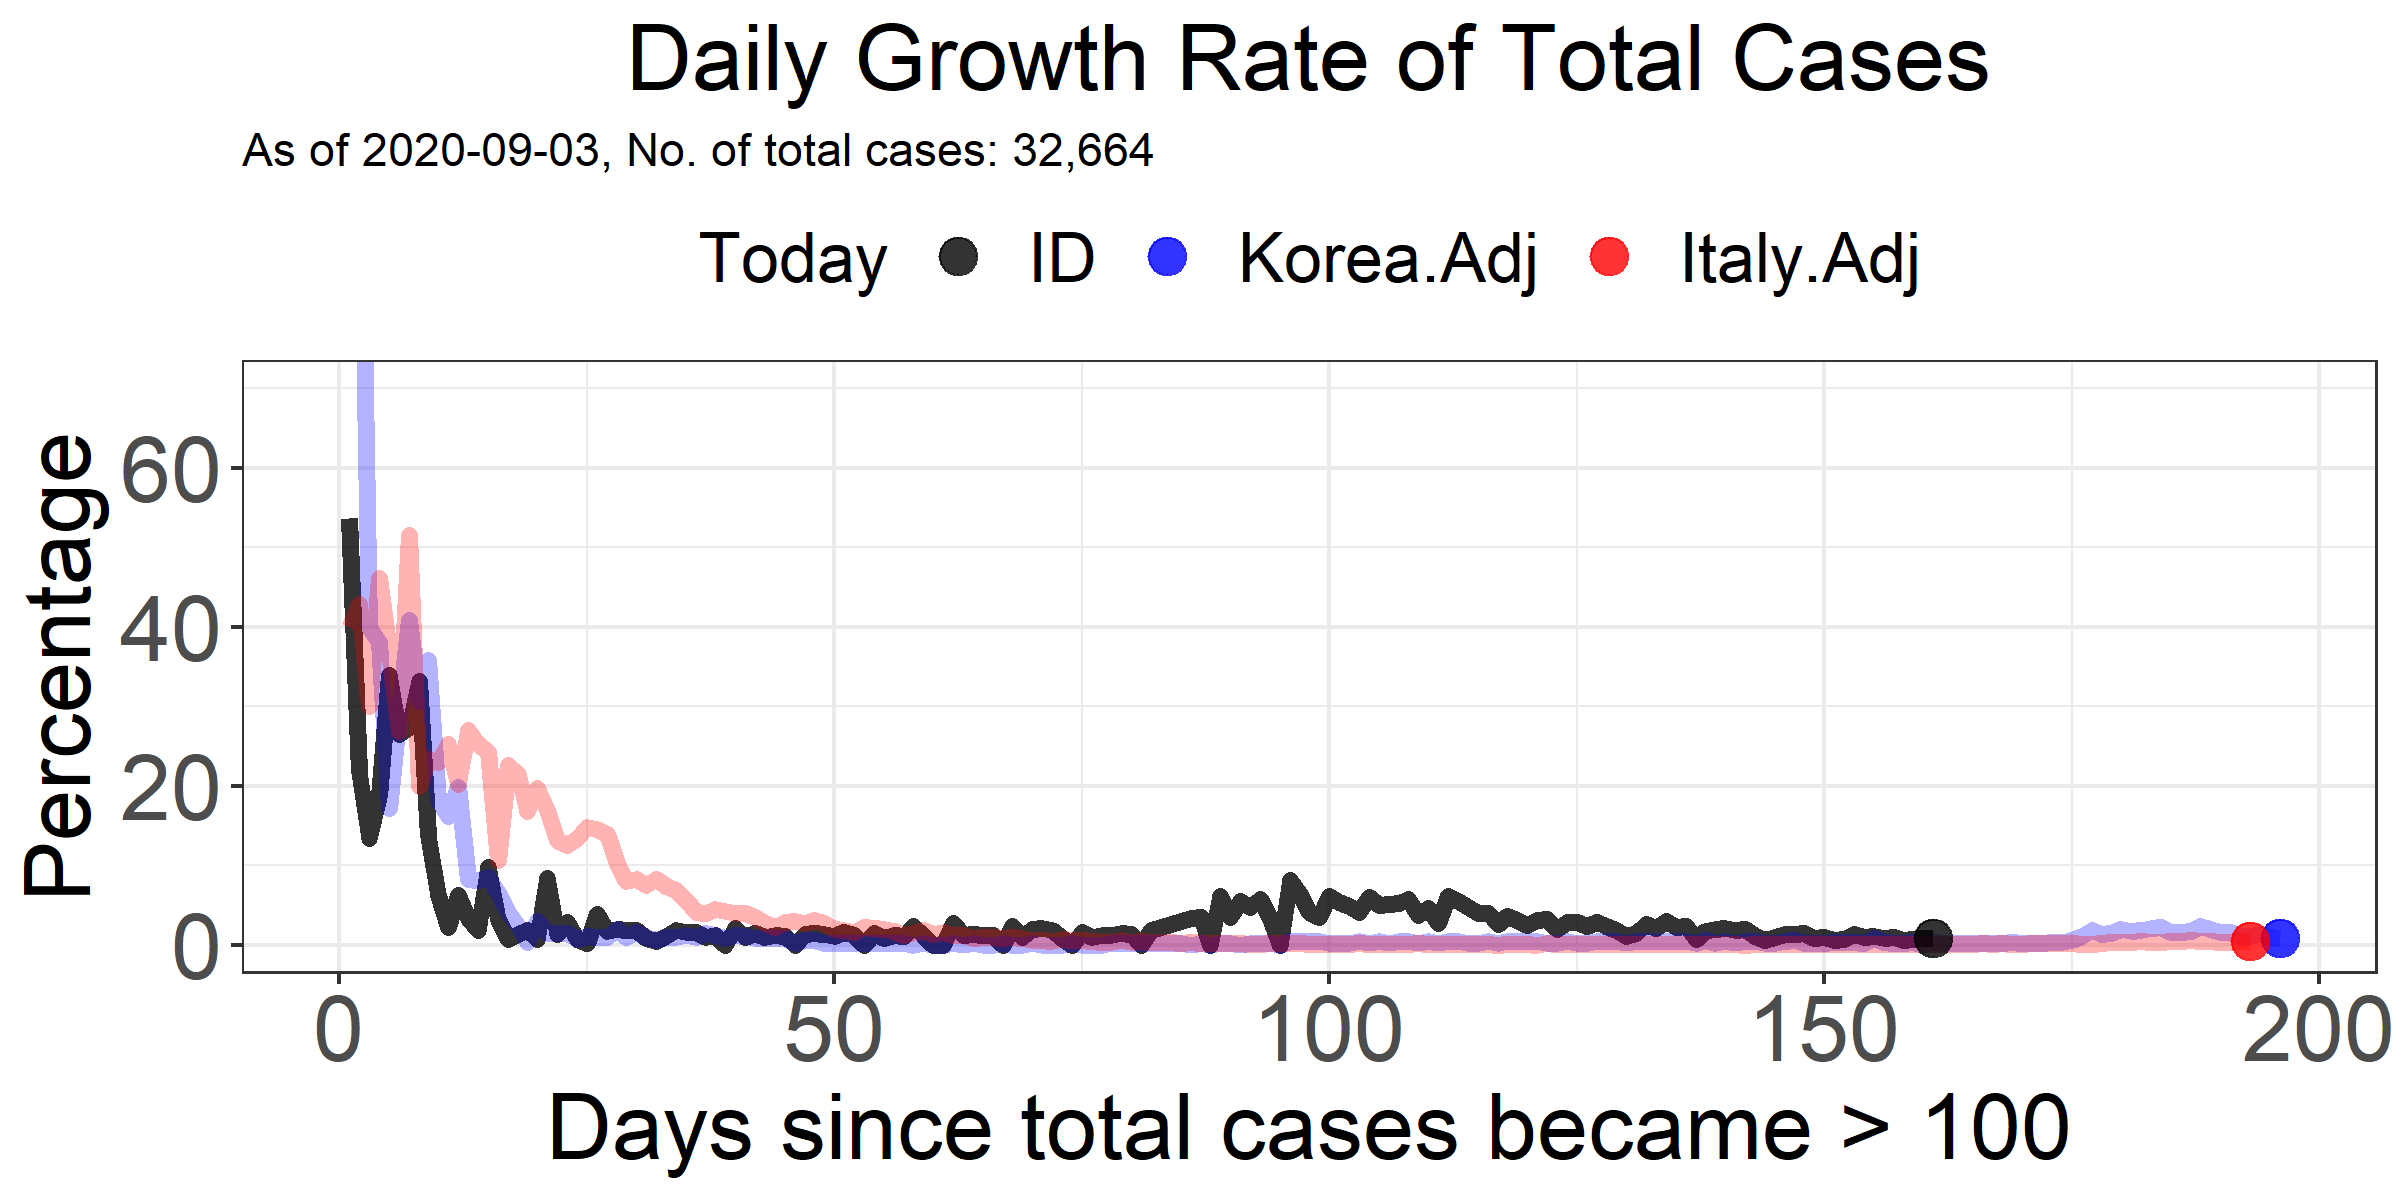 Daily Growth Rate of Total Cases
As of 2020-09-03, No. of total cases: 32,664
Today ID Korea.Adj Italy.Adj
Percentage
60
40
20
0
0 50 100 150 200
Days since total cases became > 100